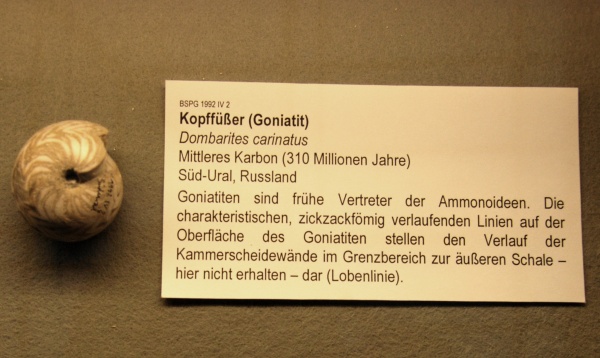 BSPG 1992 IV 2
Kopffüßer (Goniatit)
Dombarites carinatus
Mittleres Karbon (310 Millionen Jahre)
Süd-Ural, Russland
Goniatiten sind frühe Vertreter der Ammonoideen. Die
charakteristischen, zickzackfömig verlaufenden Linien auf der
Oberfläche des Goniatiten stellen den Verlauf der
Kammerscheidewände im Grenzbereich zur äußeren Schale –
hier nicht erhalten – dar (Lobenlinie).